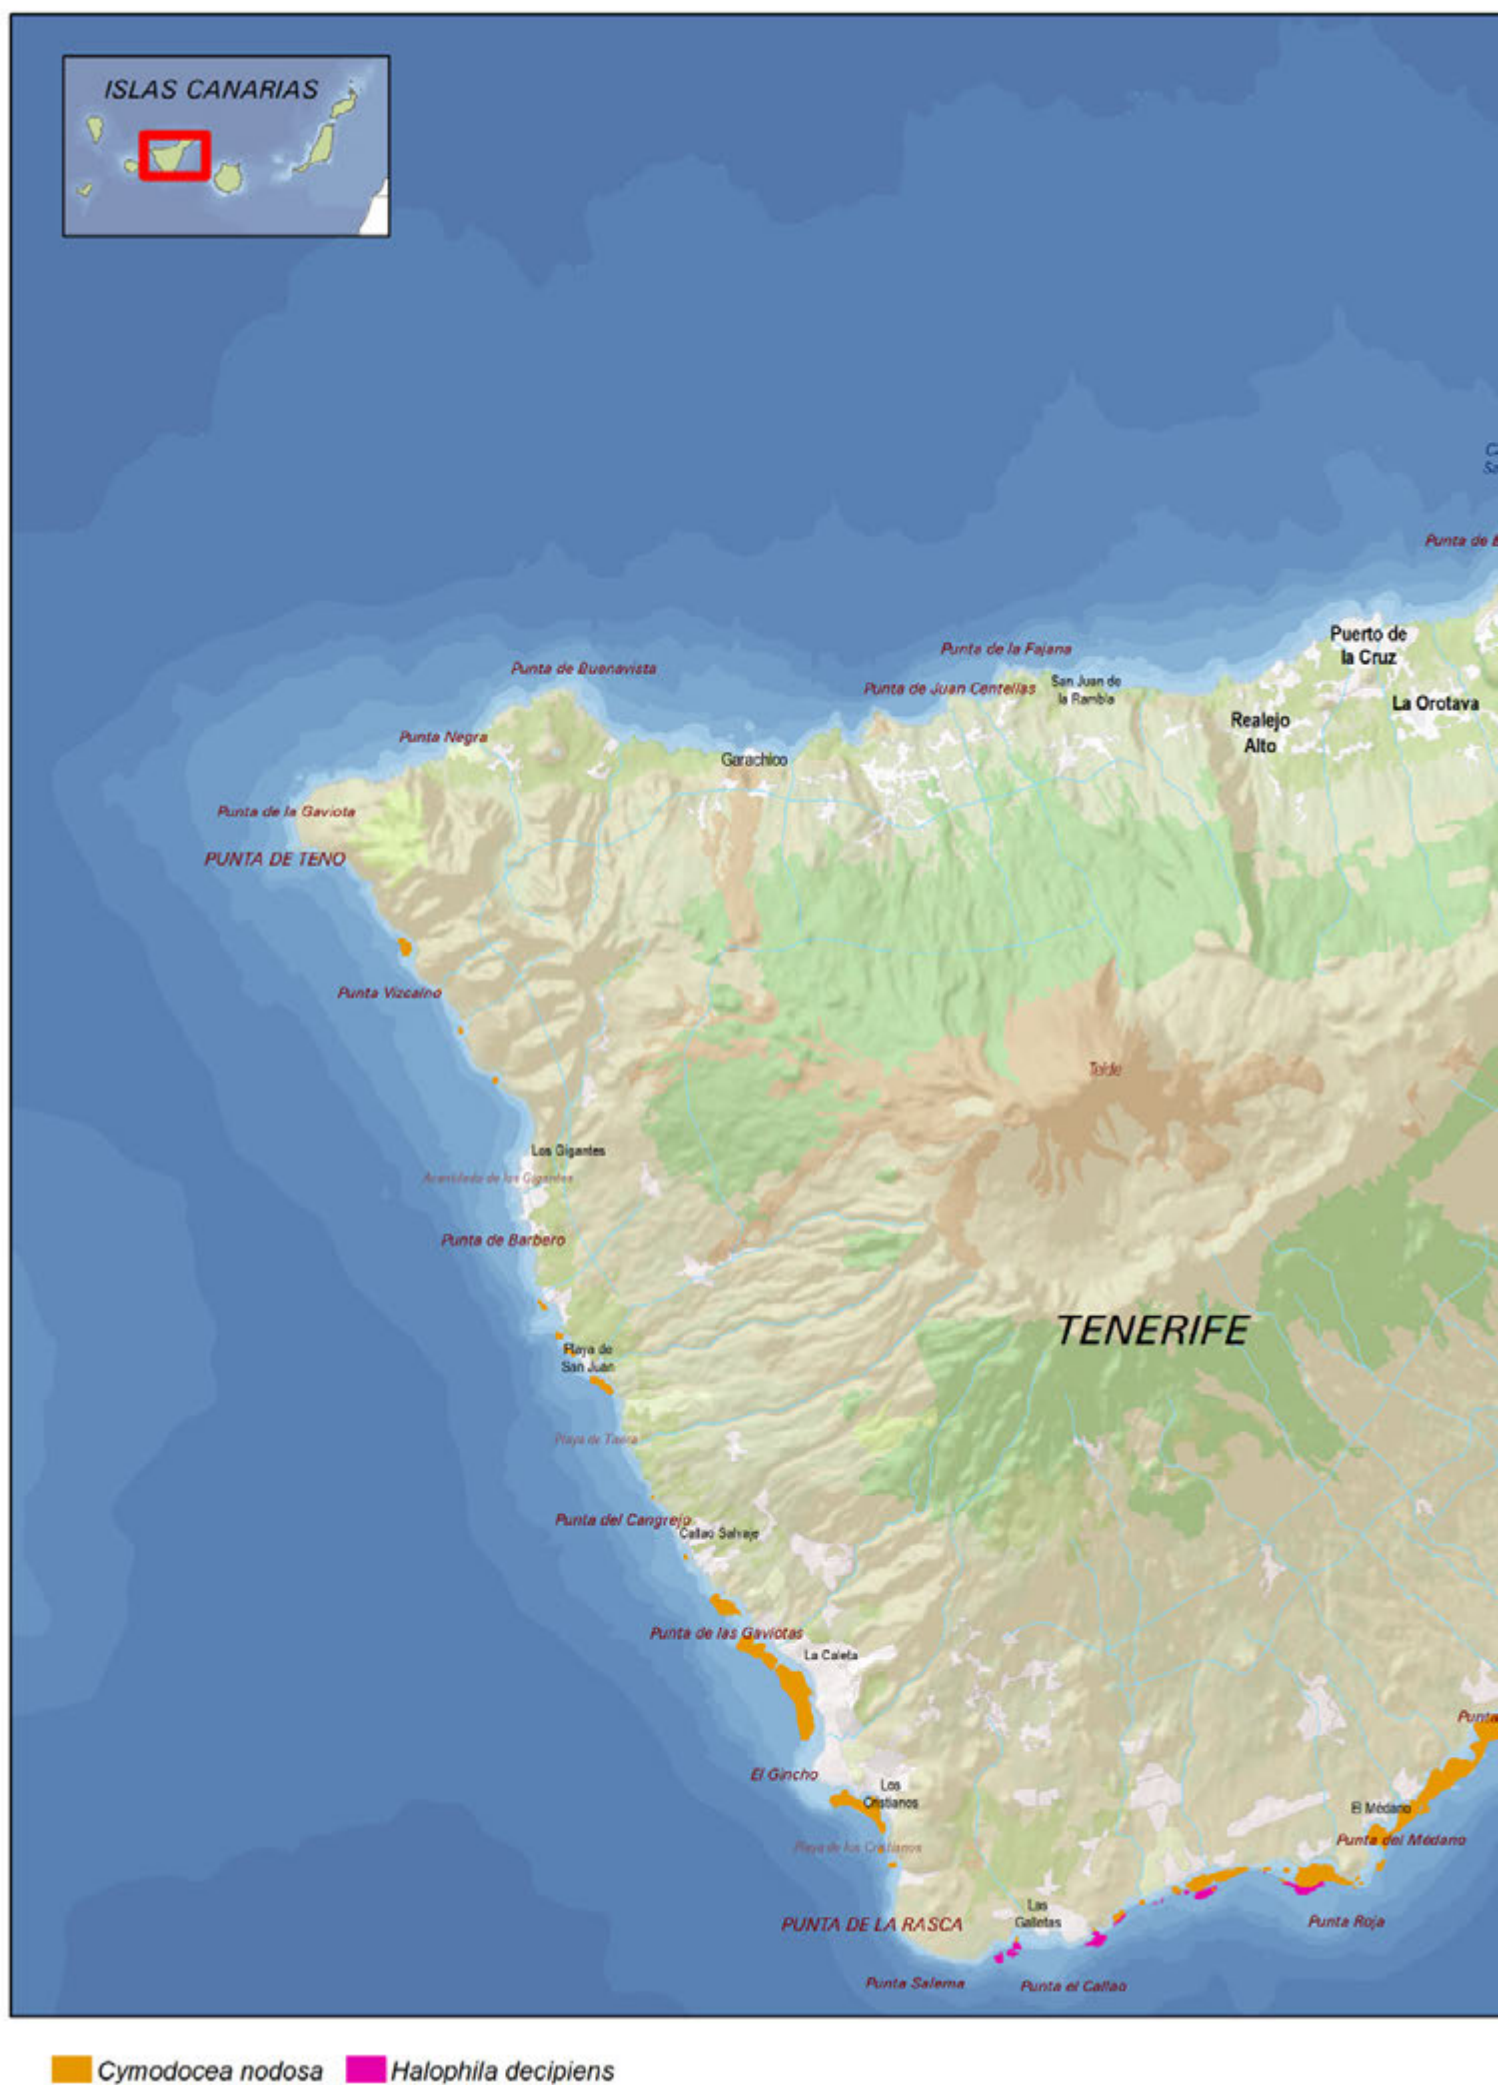 ISLAS CANARIAS
Punta de
Punta de la Fajana
Puerto de
la Cruz
Punta de Buenavista
San Juan de
la Rambla
Punta de Juan Centellas
La Orotava
Realejo
Alto
Punta Negra
Garachico
Punta de la Gaviota
PUNTA DE TENO
Punta Vizcaíno
Teide
Los Gigantes
Acantilado de los Gigantes
Punta de Barbero
TENERIFE
Playa de
San Juan
Playa de
Punta del Cangrejo
Callao Salvaje
Punta de las Gaviotas
La Caleta
Punta
El Gincho
Los
Cristianos
El Médano
Punta del Médano
Playa de los Cristianos
Las
Galletas
PUNTA DE LA RASCA
Punta Roja
Punta Salema
Punta el Callao
Cymodocea nodosa
Halophila decipiens